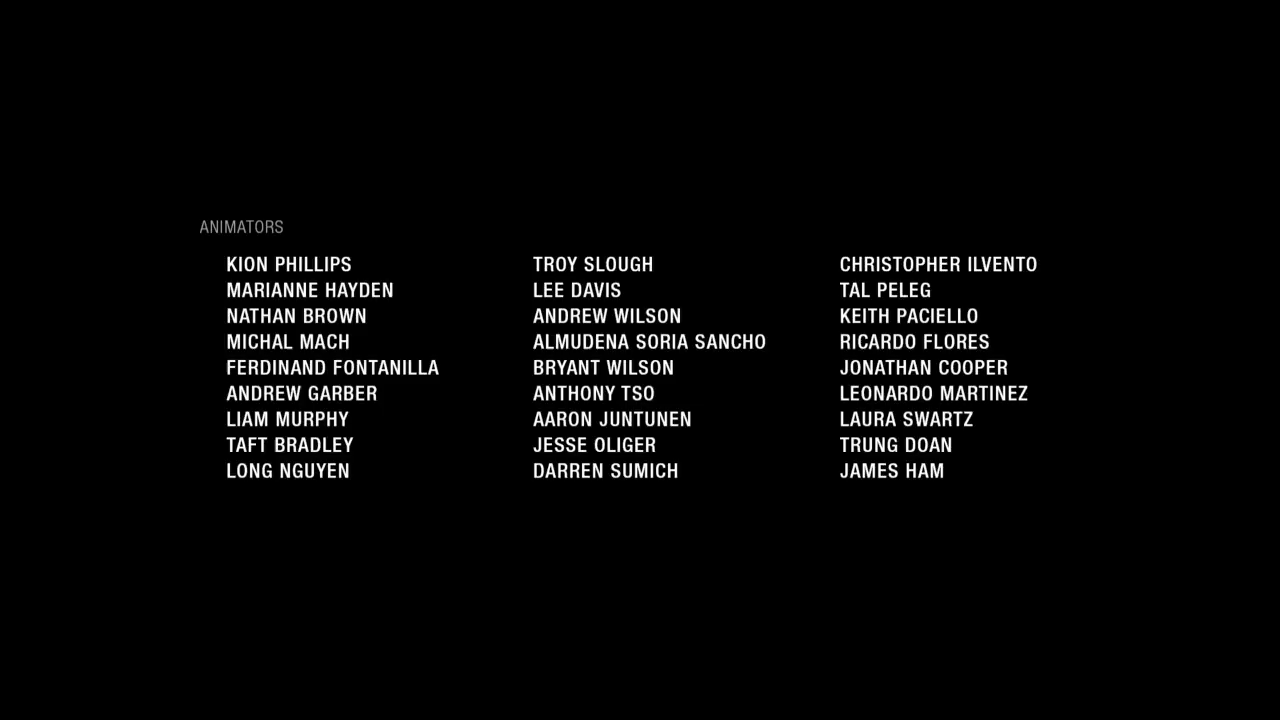 ANIMATORS
KION PHILLIPS
MARIANNE HAYDEN
NATHAN BROWN
MICHAL MACH
FERDINAND FONTANILLA
ANDREW GARBER
LIAM MURPHY
TAFT BRADLEY
LONG NGUYEN
TROY SLOUGH
LEE DAVIS
ANDREW WILSON
ALMUDENA SORIA SANCHO
BRYANT WILSON
ANTHONY TSO
AARON JUNTUNEN
JESSE OLIGER
DARREN SUMICH
CHRISTOPHER ILVENTO
TAL PELEG
KEITH PACIELLO
RICARDO FLORES
JONATHAN COOPER
LEONARDO MARTINEZ
LAURA SWARTZ
TRUNG DOAN
JAMES HAM